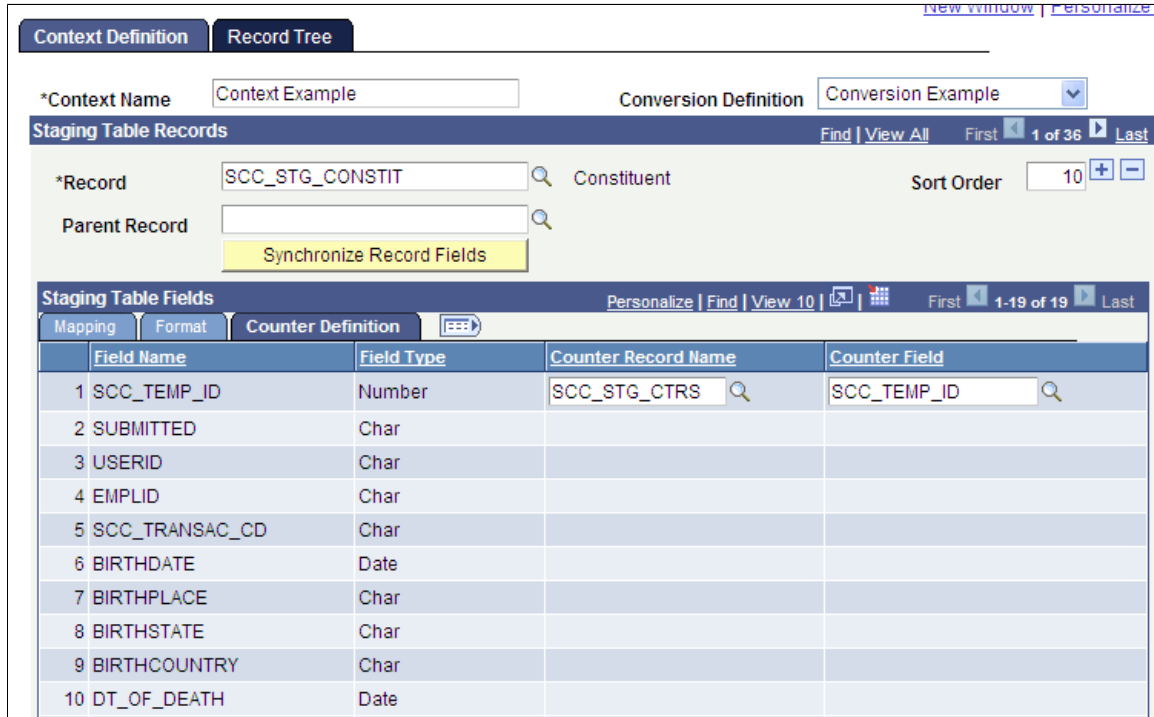 New Window | Personalize
Context Definition Record Tree
*Context Name Context Example Conversion Definition Conversion Example
Staging Table Records Find | View All First 1 of 36 Last
*Record SCC_STG_CONSTIT Constituent Sort Order 10
Parent Record
Synchronize Record Fields
Staging Table Fields Personalize | Find | View 10 | | First 1-19 of 19 Last
Mapping Format Counter Definition
Field Name Field Type Counter Record Name Counter Field
1 SCC_TEMP_ID Number SCC_STG_CTRS SCC_TEMP_ID
2 SUBMITTED Char
3 USERID Char
4 EMPLID Char
5 SCC_TRANSAC_CD Char
6 BIRTHDATE Date
7 BIRTHPLACE Char
8 BIRTHSTATE Char
9 BIRTHCOUNTRY Char
10 DT_OF_DEATH Date